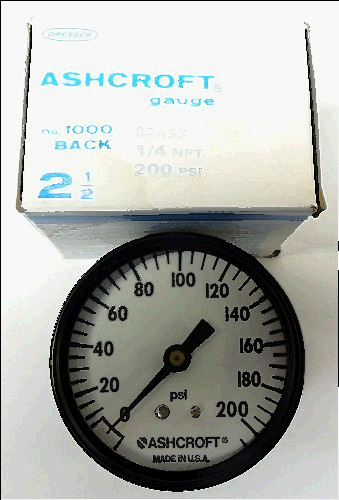 DRESSER
ASHCROFT®
gauge
no. 1000
BRASS
BACK
1/4 NPT
2 1/2
200 PSI
100
80
120
60
140
40
160
20
180
0
200
psi
ASHCROFT®
MADE IN U.S.A.